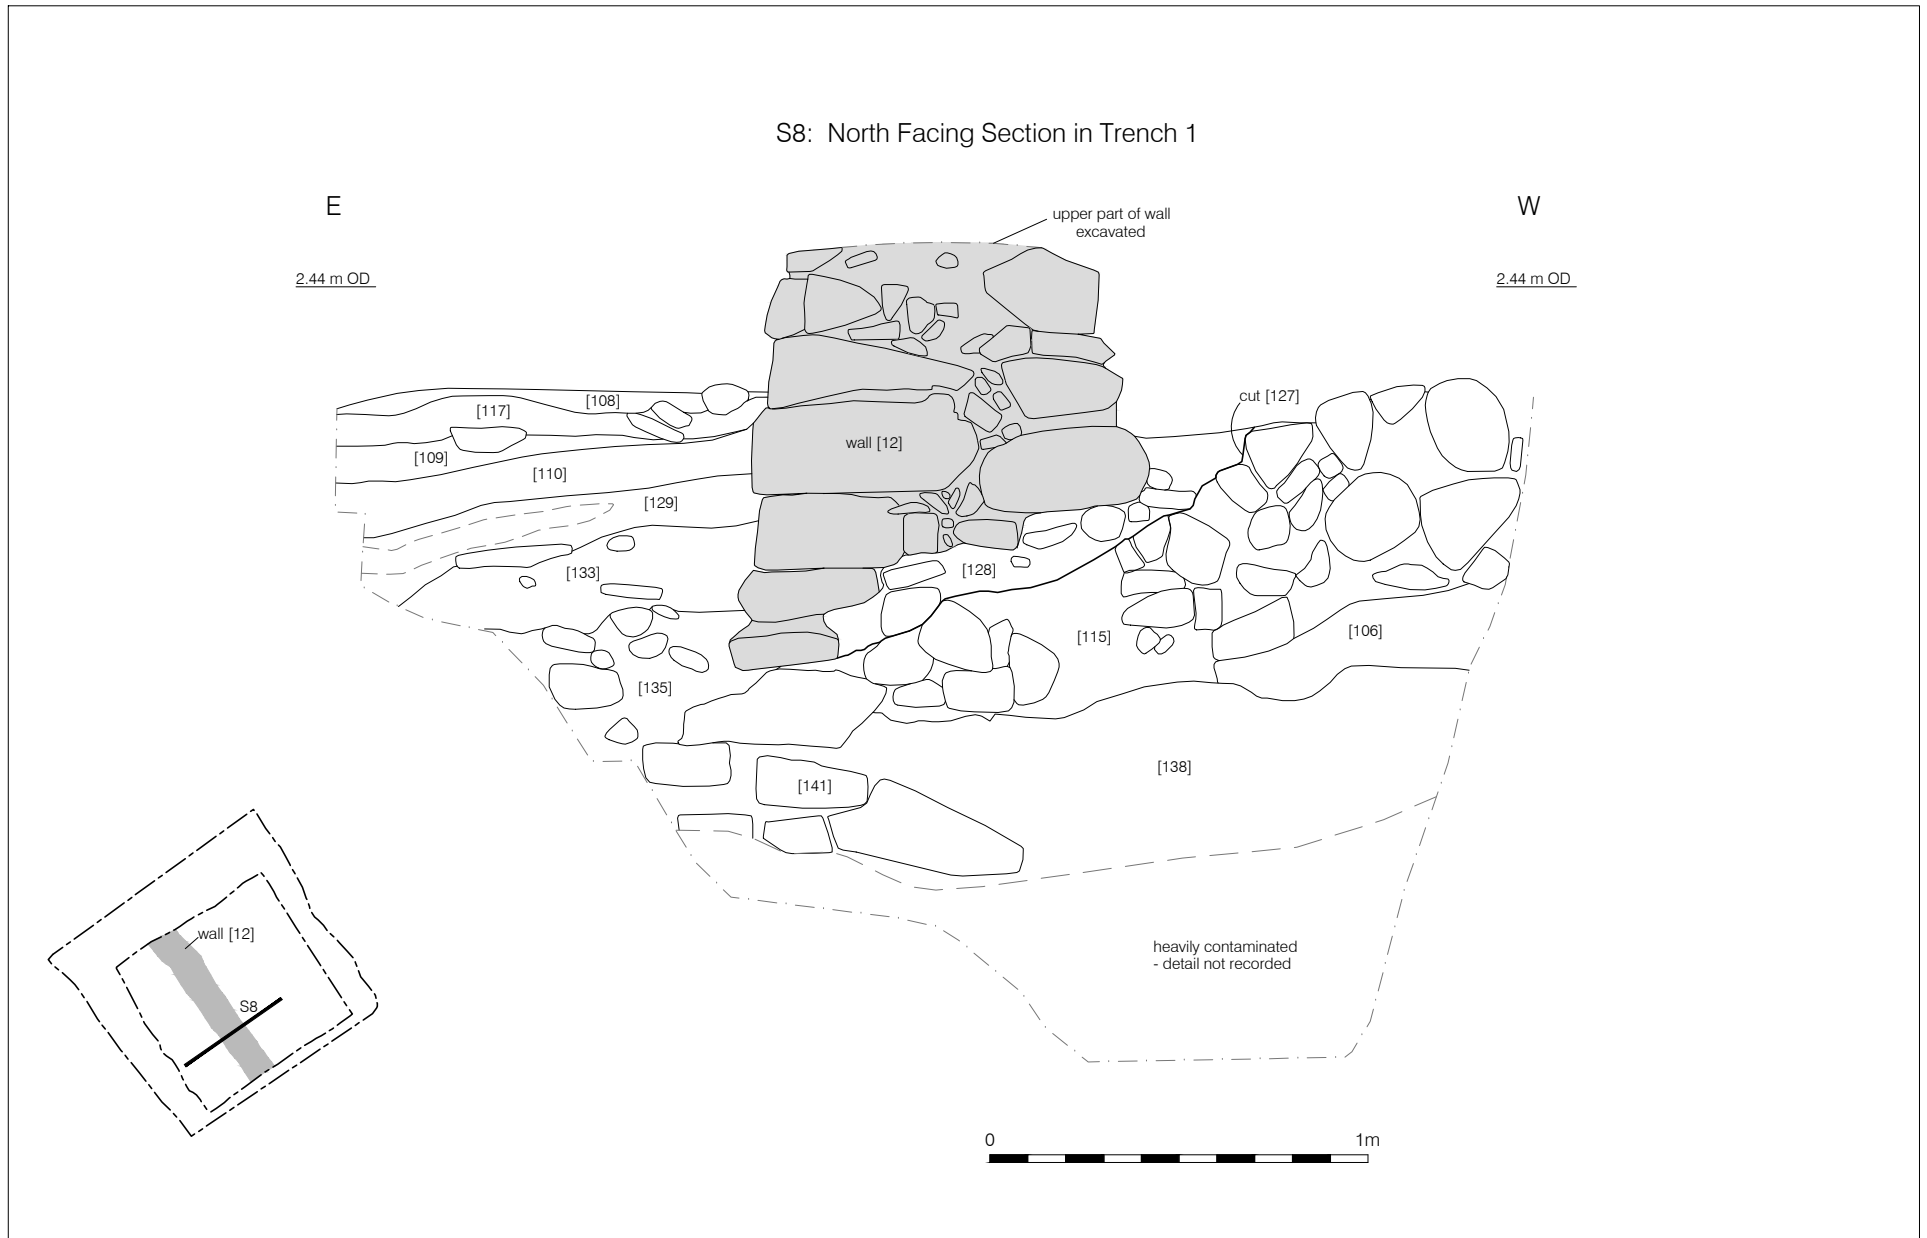 S8: North Facing Section in Trench 1
E
W
upper part of wall
excavated
2.44 m OD
2.44 m OD
cut [127]
[108]
[117]
wall [12]
[109]
[110]
[129]
[133]
[128]
[106]
[115]
[135]
[138]
[141]
wall [12]
heavily contaminated
- detail not recorded
S8
0
1m